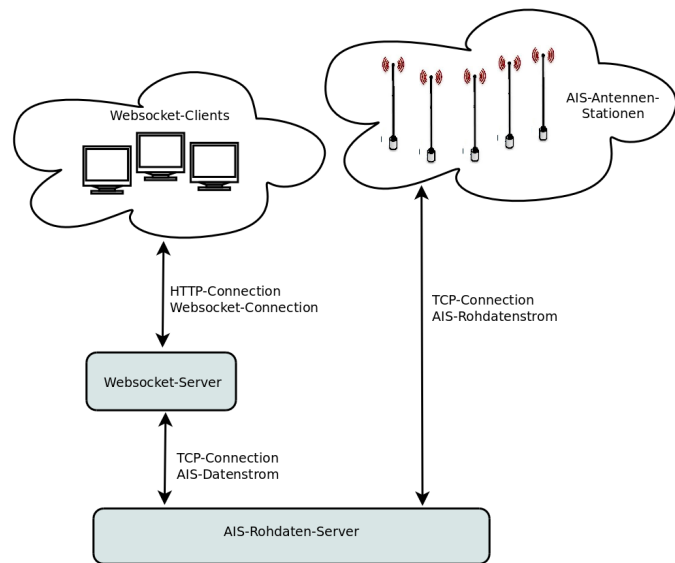 Websocket-Clients
AIS-Antennen-
Stationen
HTTP-Connection
Websocket-Connection
TCP-Connection
AIS-Rohdatenstrom
Websocket-Server
TCP-Connection
AIS-Datenstrom
AIS-Rohdaten-Server